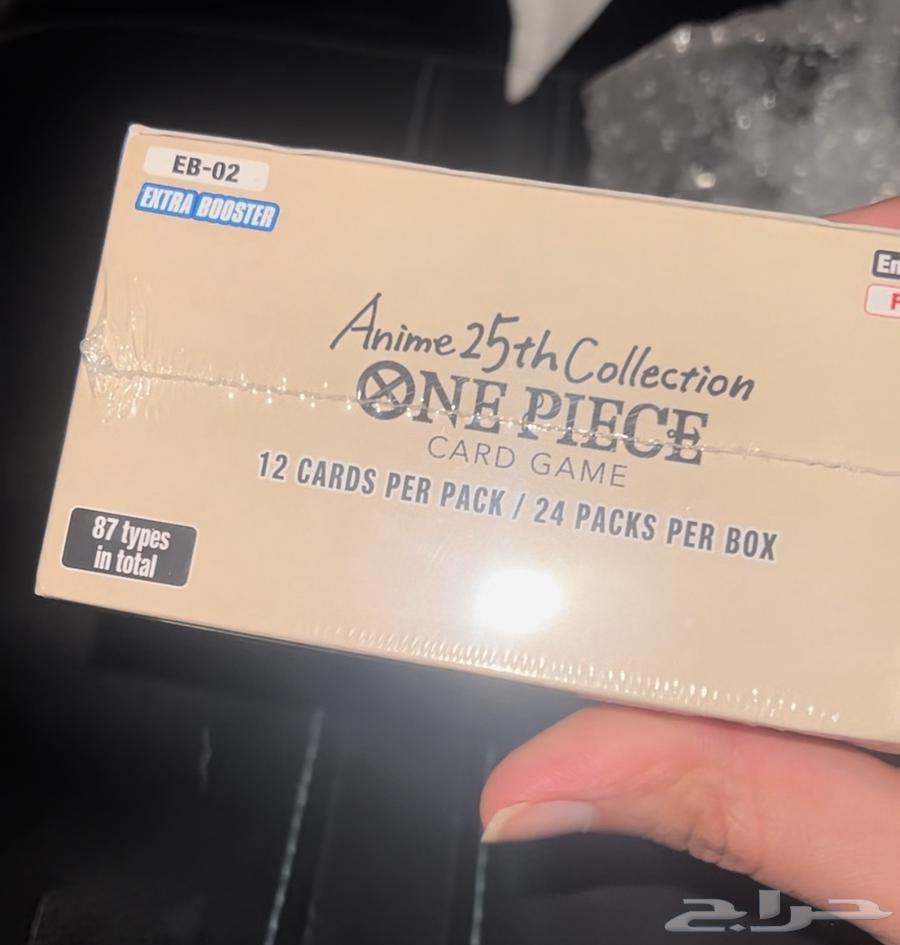 EB-02
EXTRA BOOSTER
En
F
Anime 25th Collection
ONE PIECE
CARD GAME
12 CARDS PER PACK / 24 PACKS PER BOX
87 types
in total
حراج